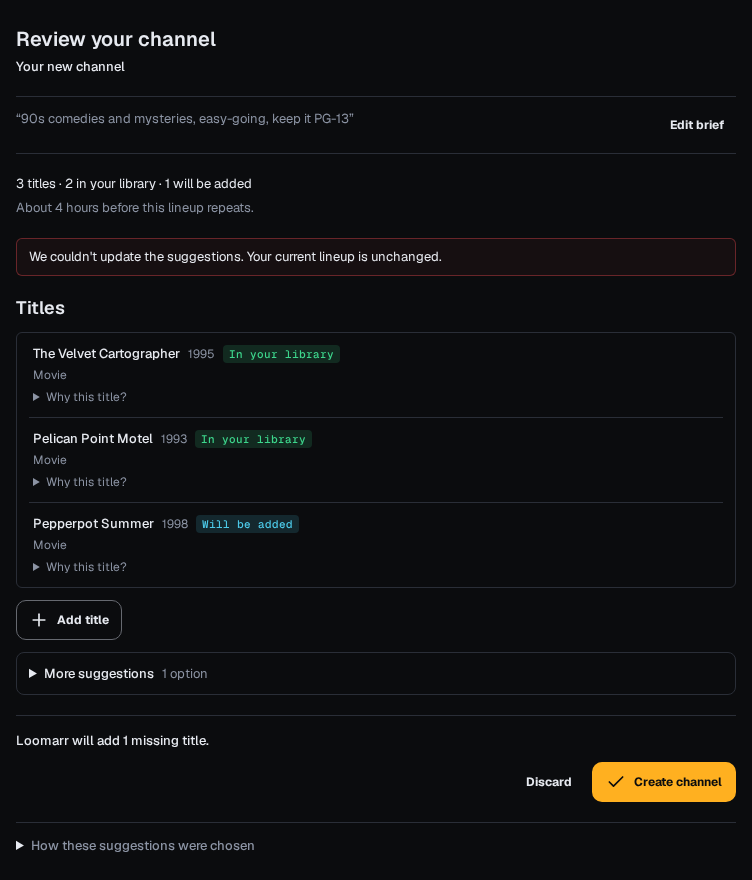 Review your channel
Your new channel
“90s comedies and mysteries, easy-going, keep it PG-13”
Edit brief
3 titles · 2 in your library · 1 will be added
About 4 hours before this lineup repeats.
We couldn't update the suggestions. Your current lineup is unchanged.
Titles
The Velvet Cartographer 1995 In your library
Movie
Why this title?
Pelican Point Motel 1993 In your library
Movie
Why this title?
Pepperpot Summer 1998 Will be added
Movie
Why this title?
Add title
More suggestions 1 option
Loomarr will add 1 missing title.
Discard
Create channel
How these suggestions were chosen